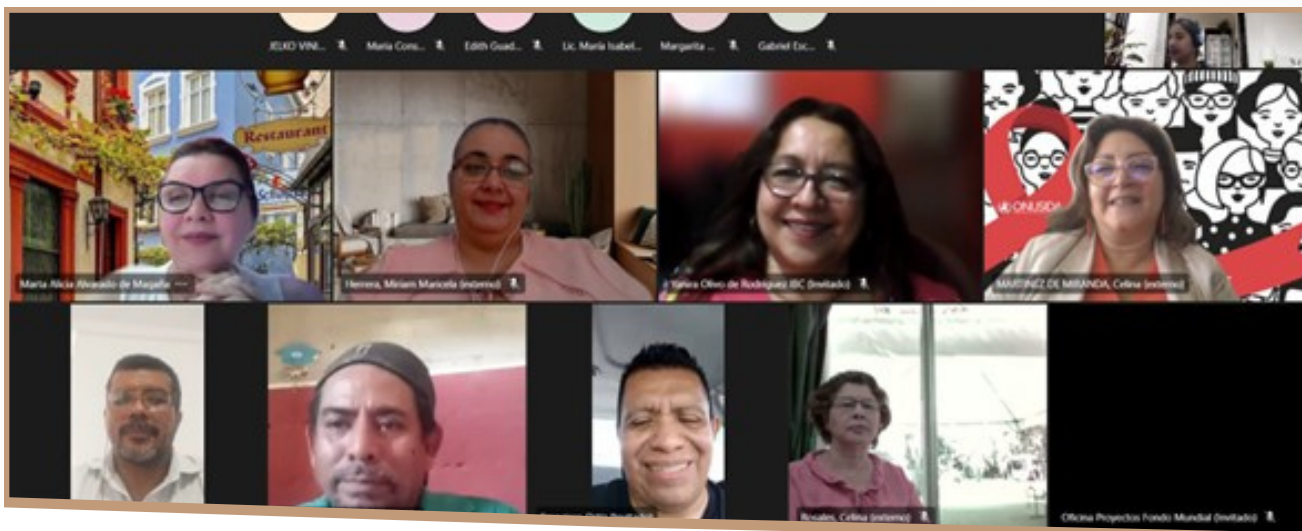 JELKO VINI...
Maria Cons...
Edith Guad...
Lic. María Isabel...
Margarita ...
Gabriel Esc...
Restaurant
ONUSIDA
Marta Alicia Alvarado de Magaña
Herrera, Miriam Maricela (externo)
Yanira Olivo de Rodriguez IBC (Invitado)
MARTINEZ DE MIRANDA, Celina (externo)
Rosales, Celina (externo)
Oficina Proyectos Fondo Mundial (Invitado)